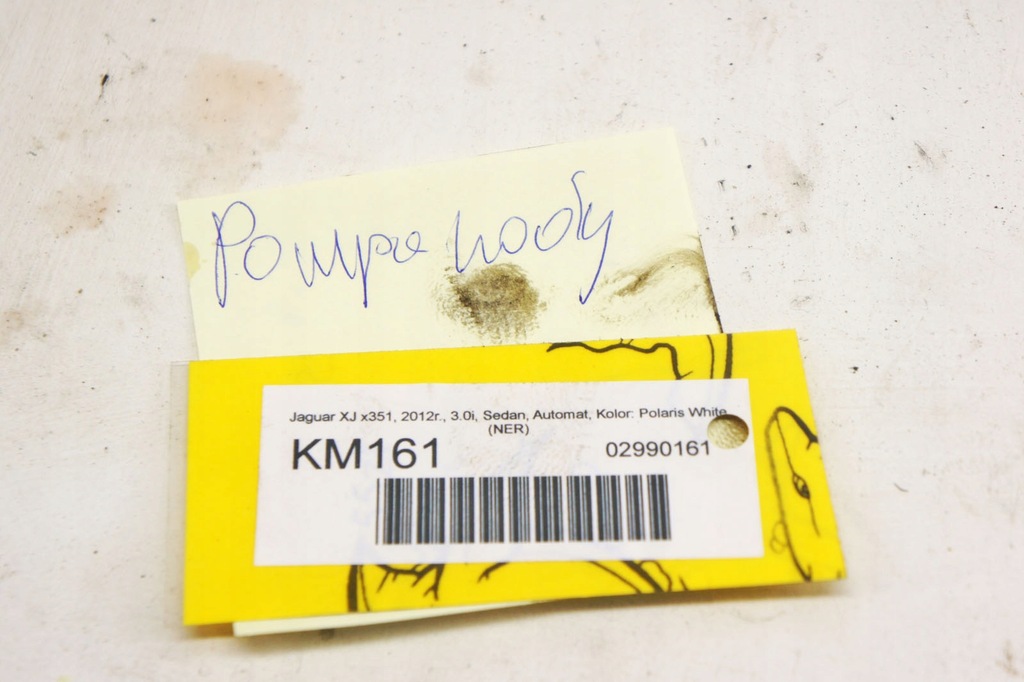 Pompa wody
Jaguar XJ x351, 2012r., 3.0i, Sedan, Automat, Kolor: Polaris White
(NER)
KM161 02990161